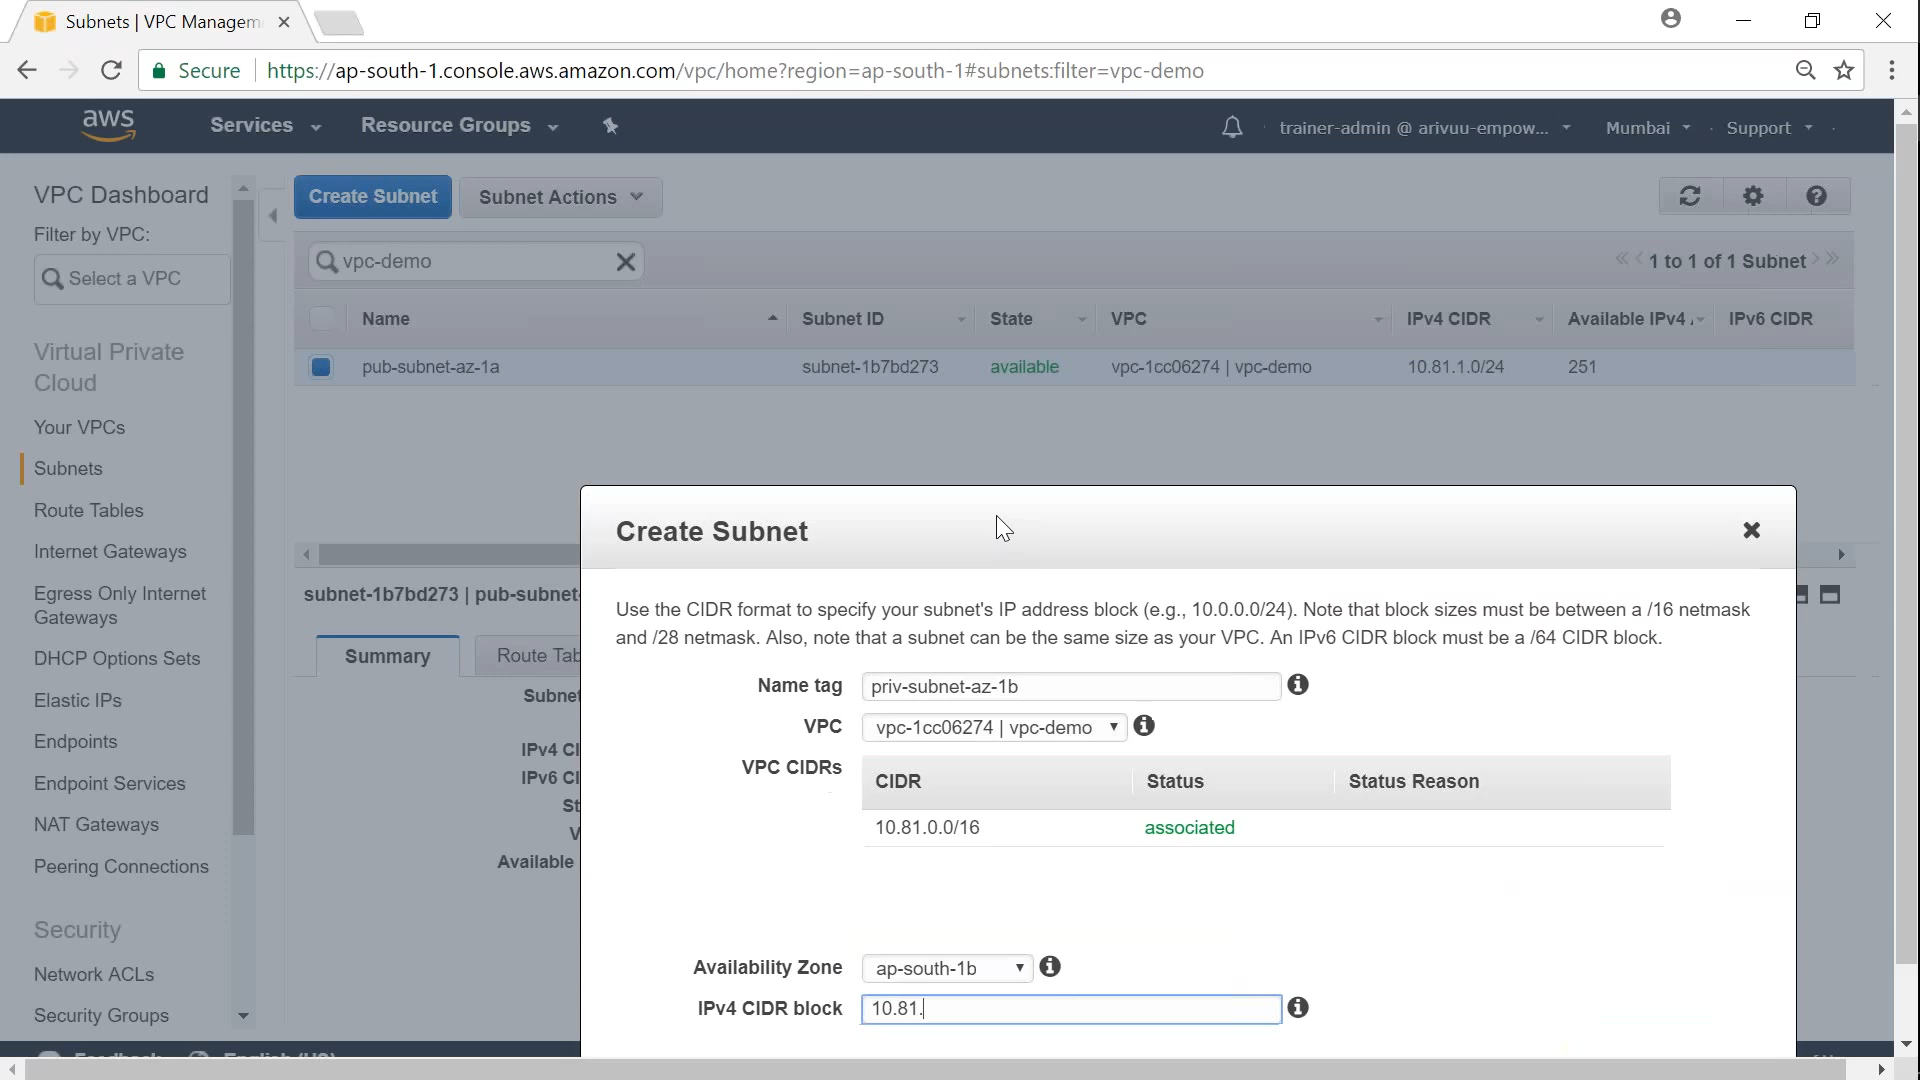 Subnets | VPC Managem
Secure
https://ap-south-1.console.aws.amazon.com/vpc/home?region=ap-south-1#subnets:filter=vpc-demo
aws
Services
Resource Groups
trainer-admin @ arivuu-empow...
Mumbai
Support
VPC Dashboard
Filter by VPC:
Select a VPC
Virtual Private
Cloud
Your VPCs
Subnets
Route Tables
Internet Gateways
Egress Only Internet
Gateways
DHCP Options Sets
Elastic IPs
Endpoints
Endpoint Services
NAT Gateways
Peering Connections
Security
Network ACLs
Security Groups
Create Subnet
Subnet Actions
vpc-demo
1 to 1 of 1 Subnet
Name
Subnet ID
State
VPC
IPv4 CIDR
Available IPv4
IPv6 CIDR
pub-subnet-az-1a
subnet-1b7bd273
available
vpc-1cc06274 | vpc-demo
10.81.1.0/24
251
subnet-1b7bd273 | pub-subnet-
Summary
Route Tab
Subne
IPv4 CI
IPv6 CI
St
V
Available
Create Subnet
Use the CIDR format to specify your subnet's IP address block (e.g., 10.0.0.0/24). Note that block sizes must be between a /16 netmask
and /28 netmask. Also, note that a subnet can be the same size as your VPC. An IPv6 CIDR block must be a /64 CIDR block.
Name tag
priv-subnet-az-1b
VPC
vpc-1cc06274 | vpc-demo
VPC CIDRs
CIDR
Status
Status Reason
10.81.0.0/16
associated
Availability Zone
ap-south-1b
IPv4 CIDR block
10.81.